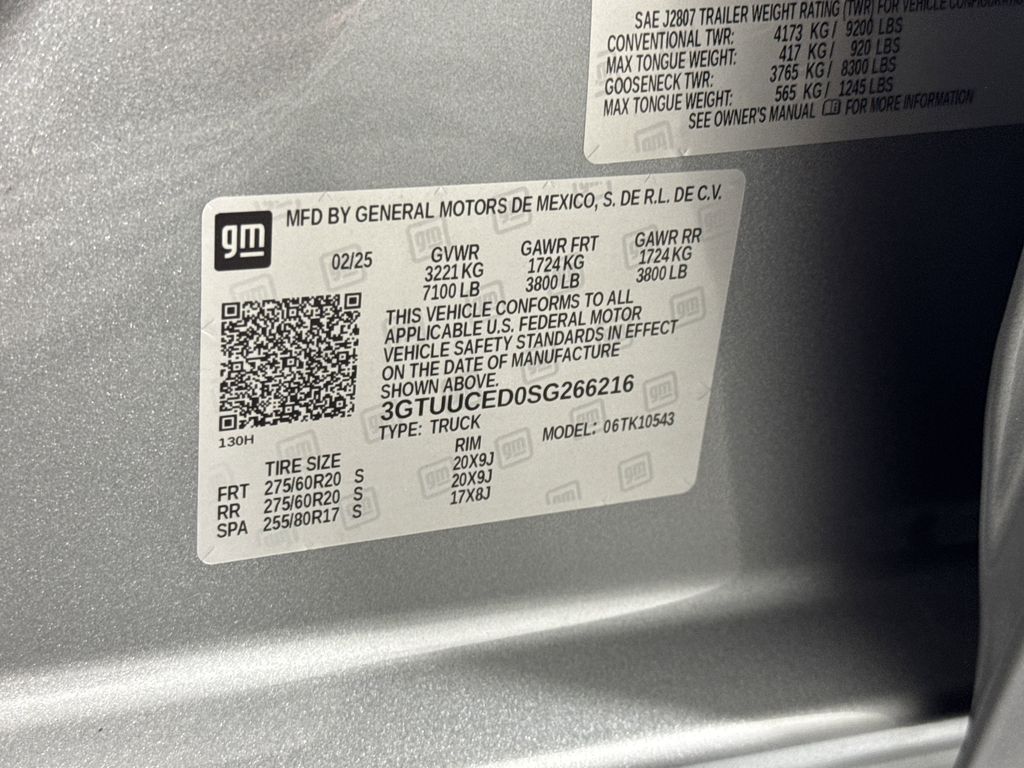 SAE J2807 TRAILER WEIGHT RATING (TWR) FOR VEHICLE
CONVENTIONAL TWR: 4173 KG / 9200 LBS
MAX TONGUE WEIGHT: 417 KG / 920 LBS
GOOSENECK TWR: 3765 KG / 8300 LBS
MAX TONGUE WEIGHT: 565 KG / 1245 LBS
SEE OWNER'S MANUAL FOR MORE INFORMATION
gm
MFD BY GENERAL MOTORS DE MEXICO, S. DE R.L. DE C.V.
02/25 GVWR GAWR FRT GAWR RR
3221 KG 1724 KG 1724 KG
7100 LB 3800 LB 3800 LB
THIS VEHICLE CONFORMS TO ALL
APPLICABLE U.S. FEDERAL MOTOR
VEHICLE SAFETY STANDARDS IN EFFECT
ON THE DATE OF MANUFACTURE
SHOWN ABOVE.
3GTUUCED0SG266216
TYPE: TRUCK MODEL: 06TK10543
130H
TIRE SIZE RIM
FRT 275/60R20 S 20X9J
RR 275/60R20 S 20X9J
SPA 255/80R17 S 17X8J